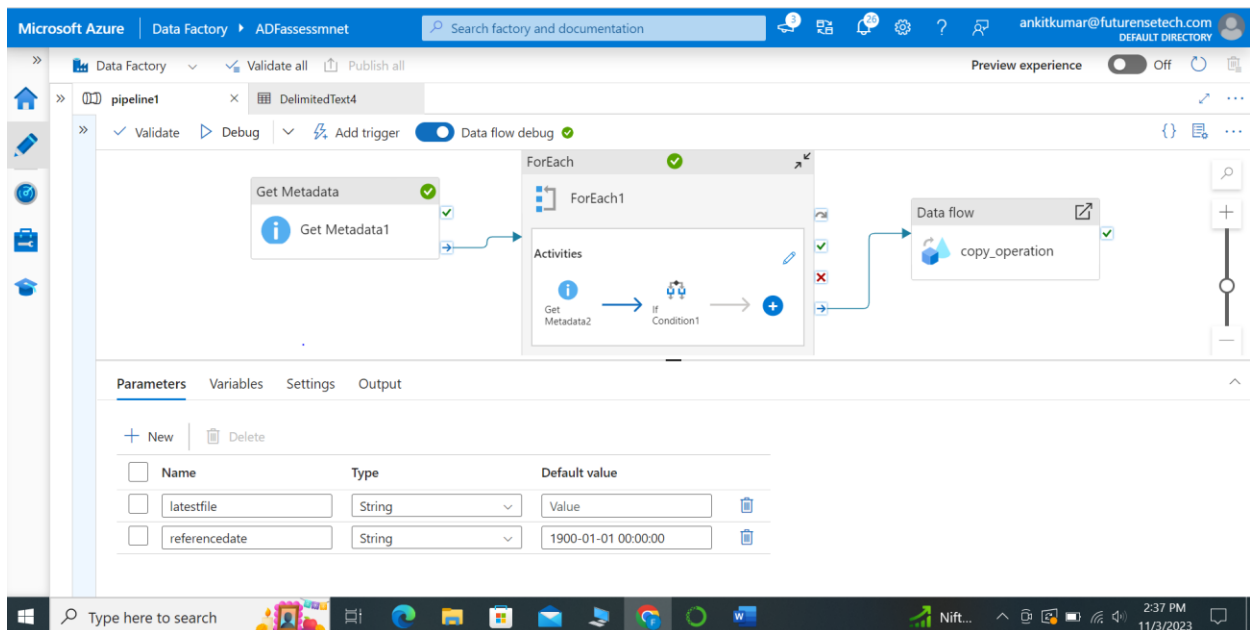 Microsoft Azure Data Factory ADFassessmnet Search factory and documentation 3 26 ankitkumar@futurensetech.com
DEFAULT DIRECTORY
Data Factory Validate all Publish all Preview experience Off
pipeline1 DelimitedText4
Validate Debug Add trigger Data flow debug
ForEach
Get Metadata
ForEach1
Get Metadata1
Data flow
copy_operation
Activities
Get
Metadata2
If
Condition1
Parameters Variables Settings Output
New Delete
Name Type Default value
latestfile String Value
referencedate String 1900-01-01 00:00:00
Type here to search Nift... 2:37 PM
11/3/2023